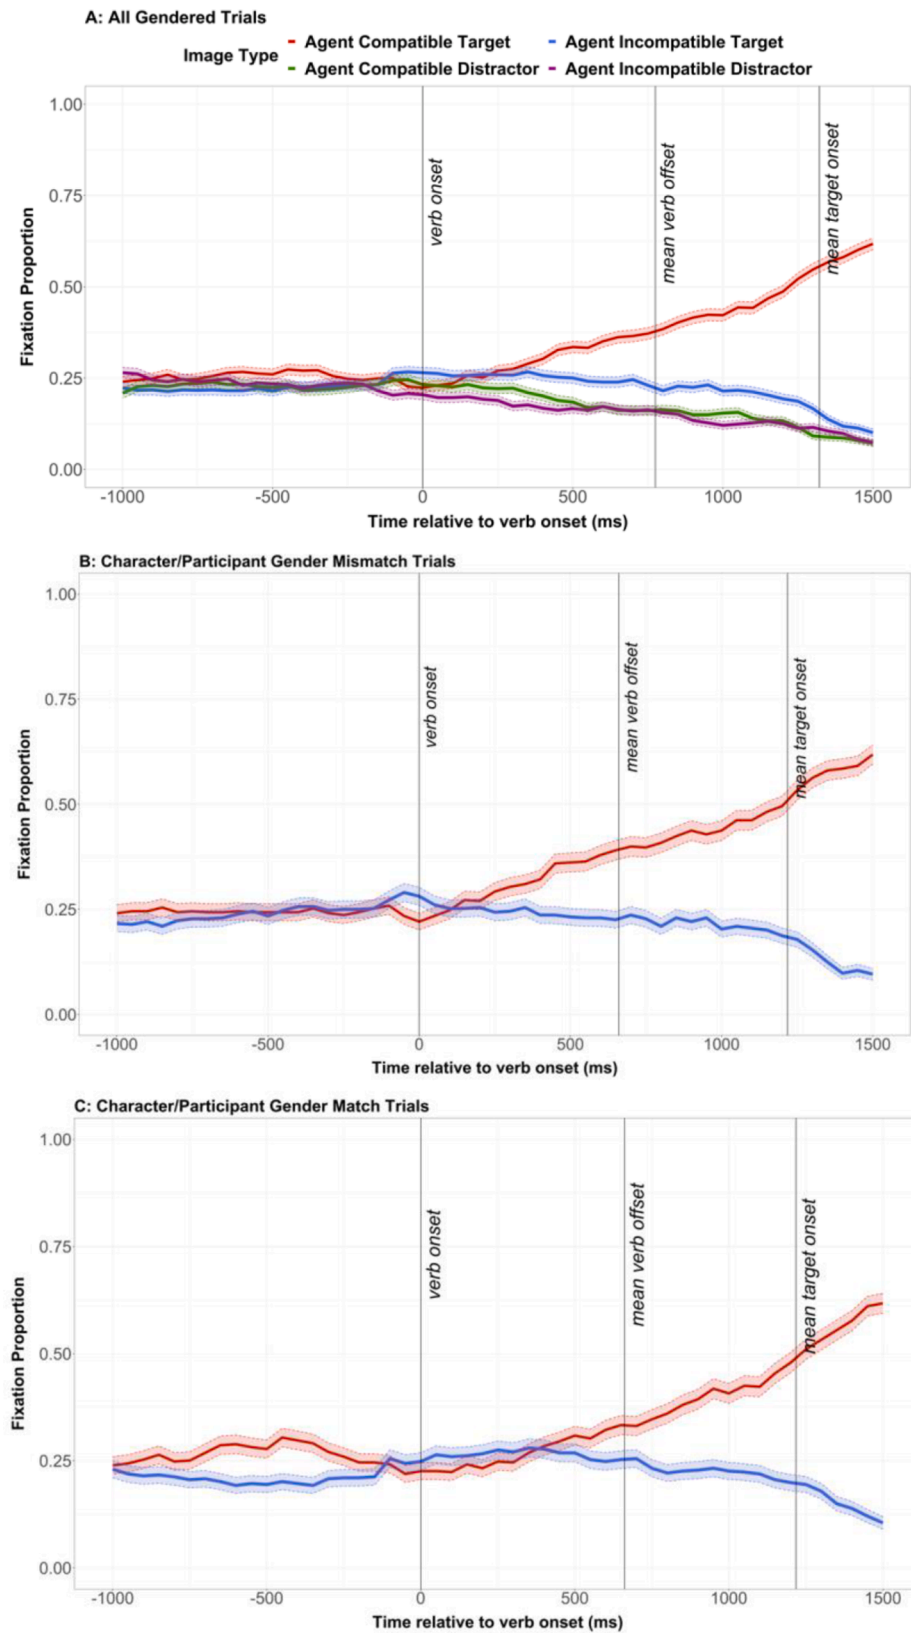 A: All Gendered Trials
Image Type
Agent Compatible Target
Agent Incompatible Target
Agent Compatible Distractor
Agent Incompatible Distractor
Fixation Proportion
1.00
0.75
0.50
0.25
0.00
verb onset
mean verb offset
mean target onset
-1000 -500 0 500 1000 1500
Time relative to verb onset (ms)
B: Character/Participant Gender Mismatch Trials
Fixation Proportion
1.00
0.75
0.50
0.25
0.00
verb onset
mean verb offset
mean target onset
-1000 -500 0 500 1000 1500
Time relative to verb onset (ms)
C: Character/Participant Gender Match Trials
Fixation Proportion
1.00
0.75
0.50
0.25
0.00
verb onset
mean verb offset
mean target onset
-1000 -500 0 500 1000 1500
Time relative to verb onset (ms)